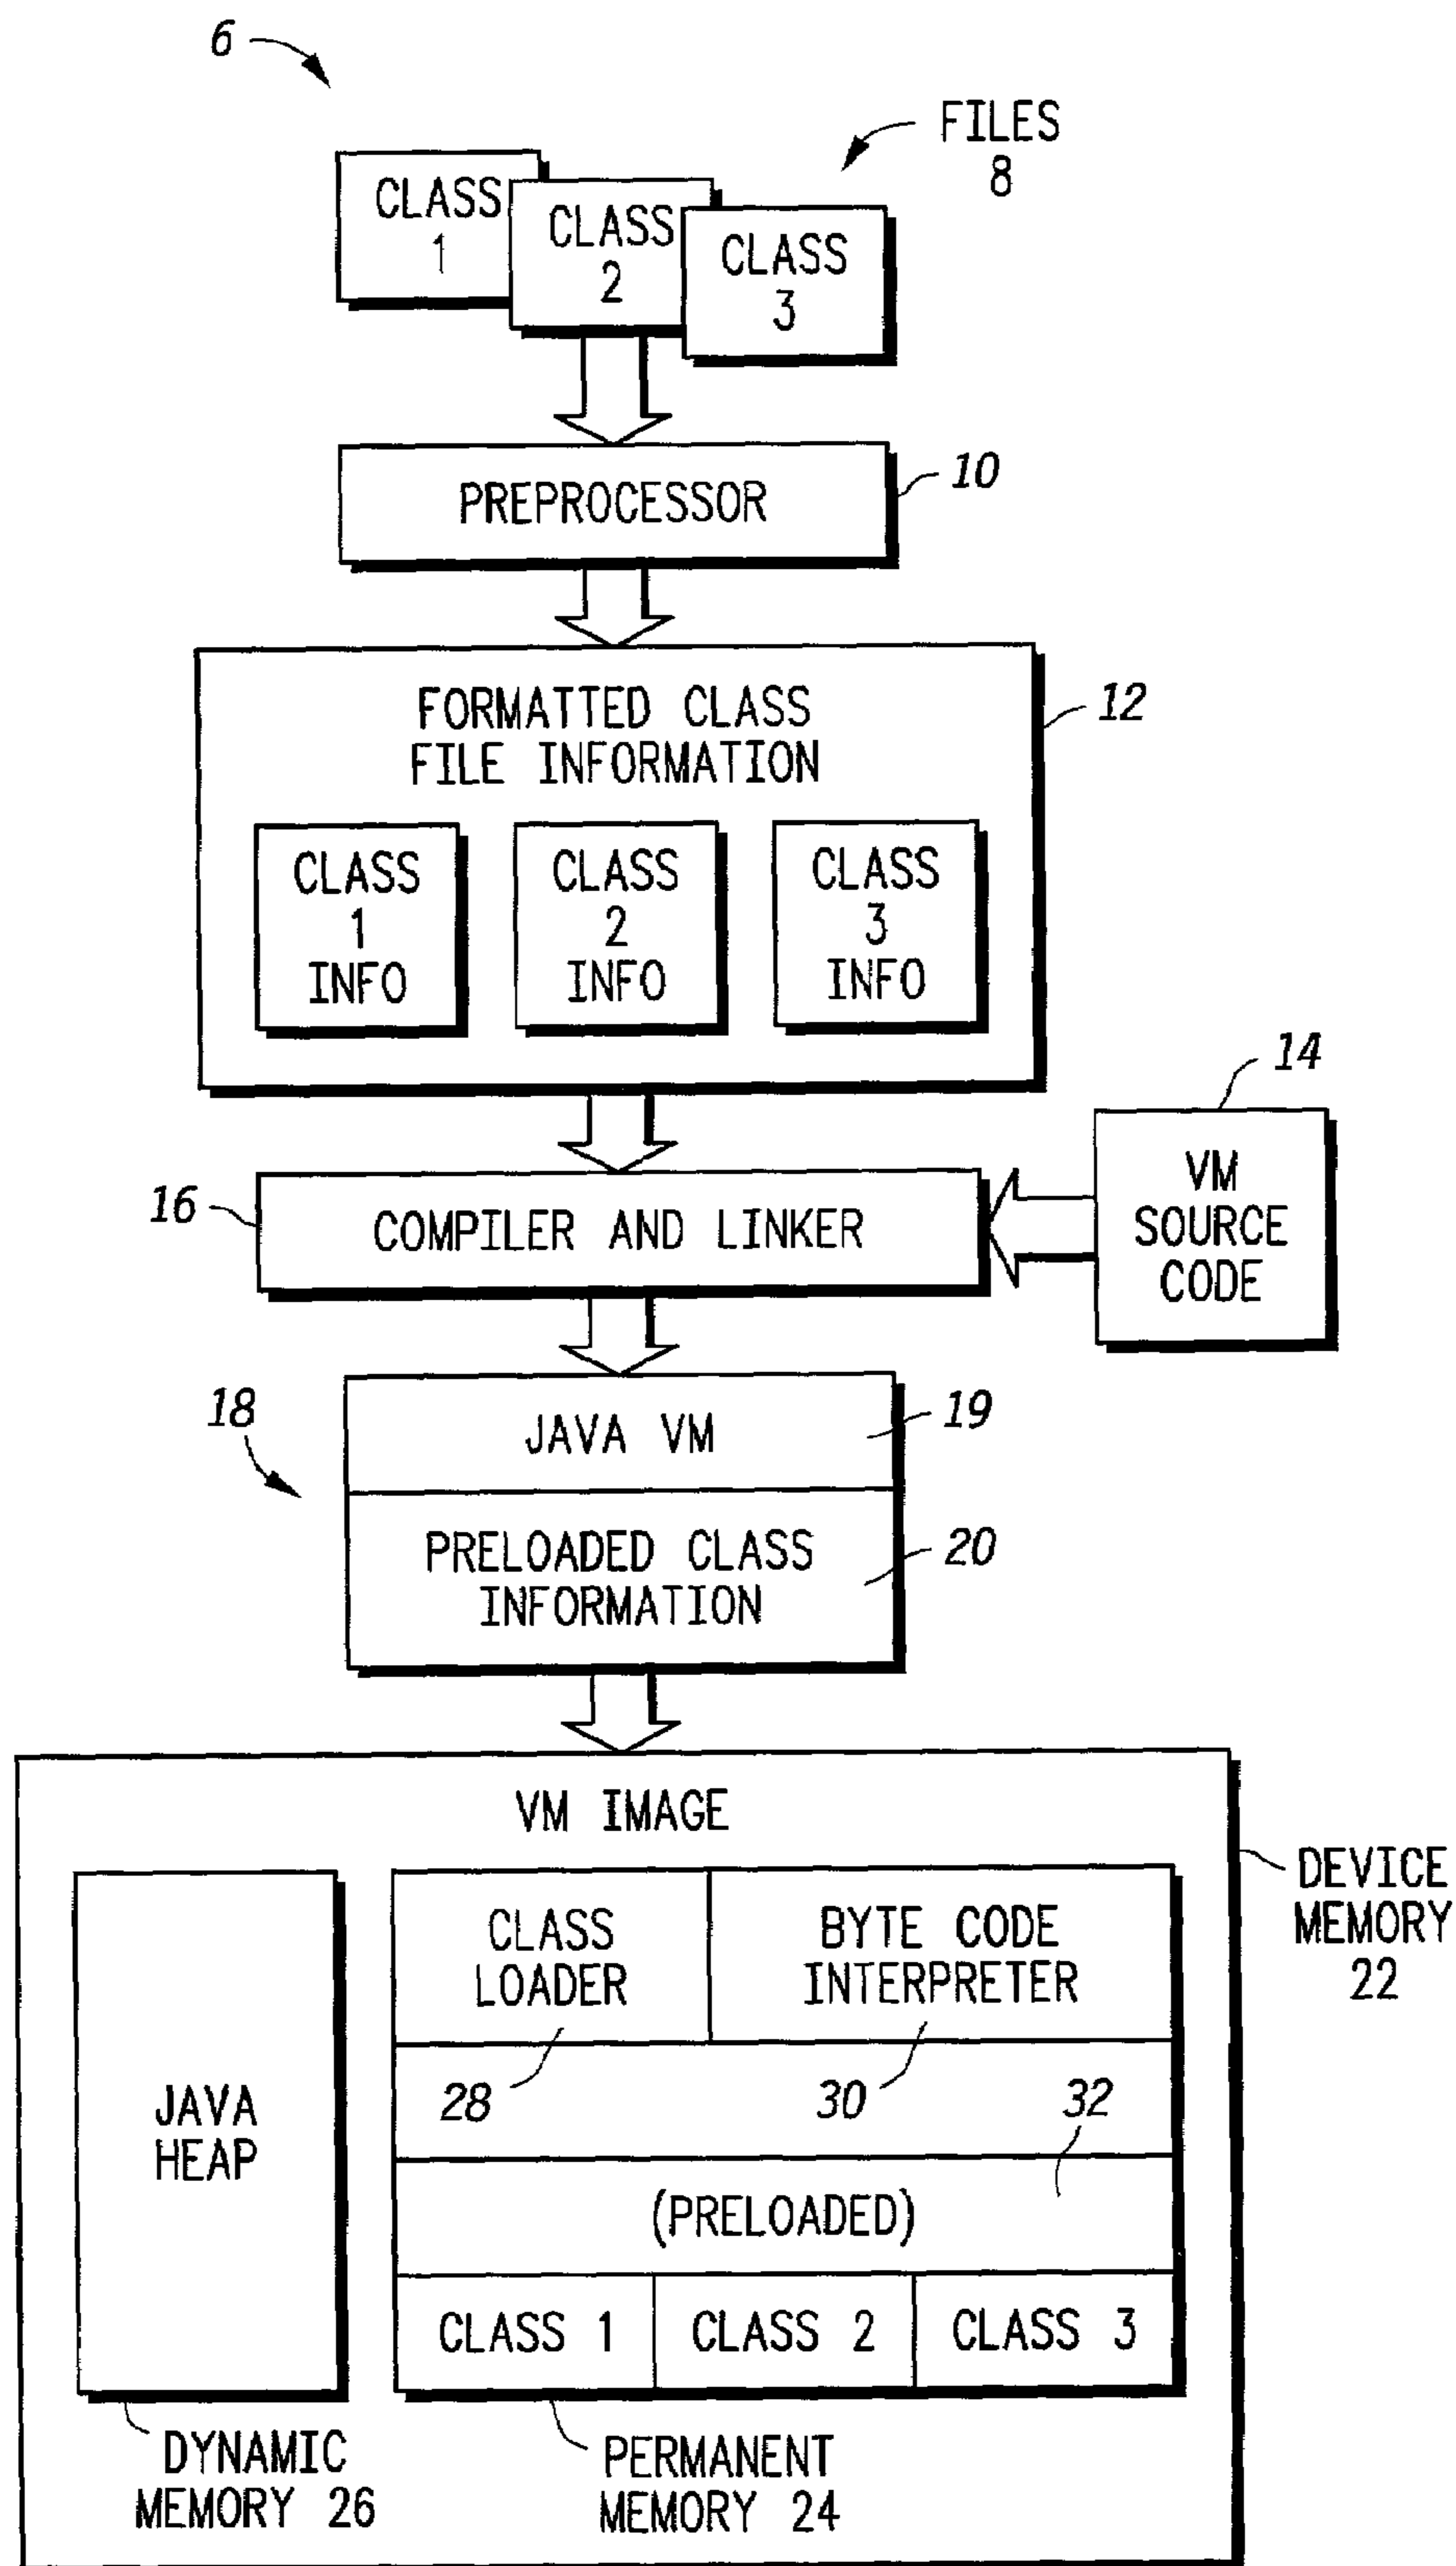 6
FILES
8
CLASS
1
CLASS
2
CLASS
3
PREPROCESSOR
10
FORMATTED CLASS
FILE INFORMATION
12
CLASS
1
INFO
CLASS
2
INFO
CLASS
3
INFO
14
VM
SOURCE
CODE
16
COMPILER AND LINKER
18
JAVA VM
19
PRELOADED CLASS
INFORMATION
20
VM IMAGE
DEVICE
MEMORY
22
JAVA
HEAP
CLASS
LOADER
BYTE CODE
INTERPRETER
28
30
32
(PRELOADED)
CLASS 1
CLASS 2
CLASS 3
DYNAMIC
MEMORY 26
PERMANENT
MEMORY 24